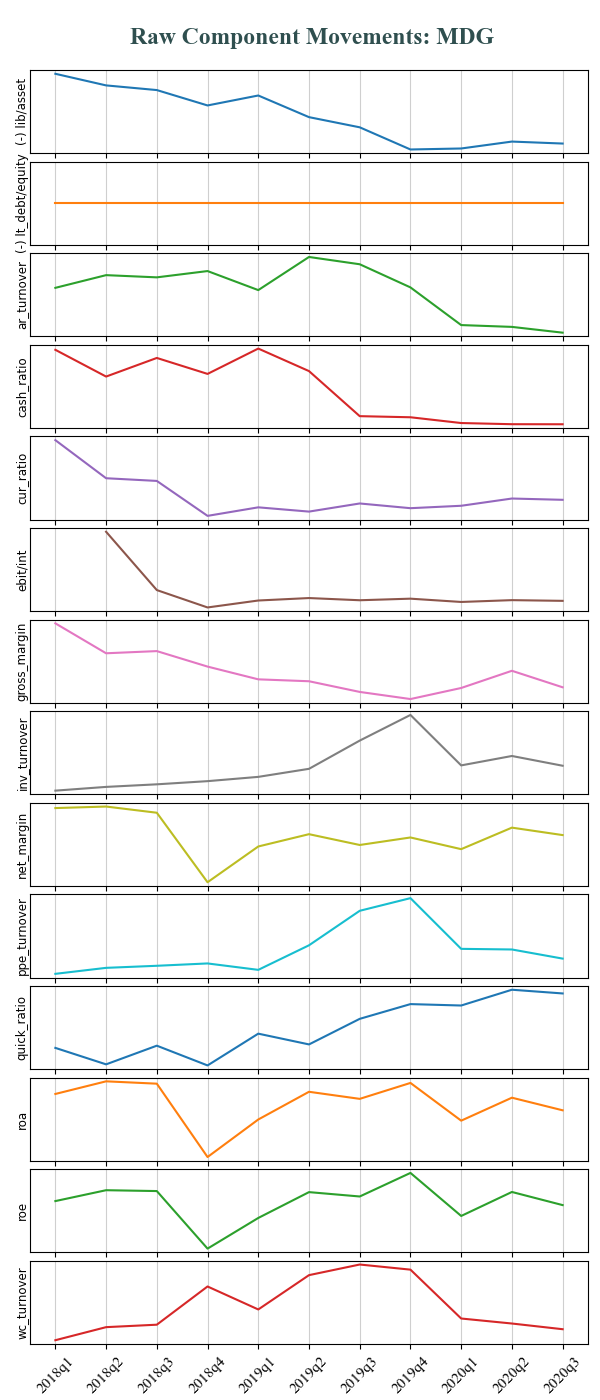 Raw Component Movements: MDG
(-) lib/asset
(-) lt_debt/equity
ar_turnover
cash_ratio
cur_ratio
ebit/int
gross_margin
inv_turnover
net_margin
ppe_turnover
quick_ratio
roa
roe
wc_turnover
2018q1 2018q2 2018q3 2018q4 2019q1 2019q2 2019q3 2019q4 2020q1 2020q2 2020q3